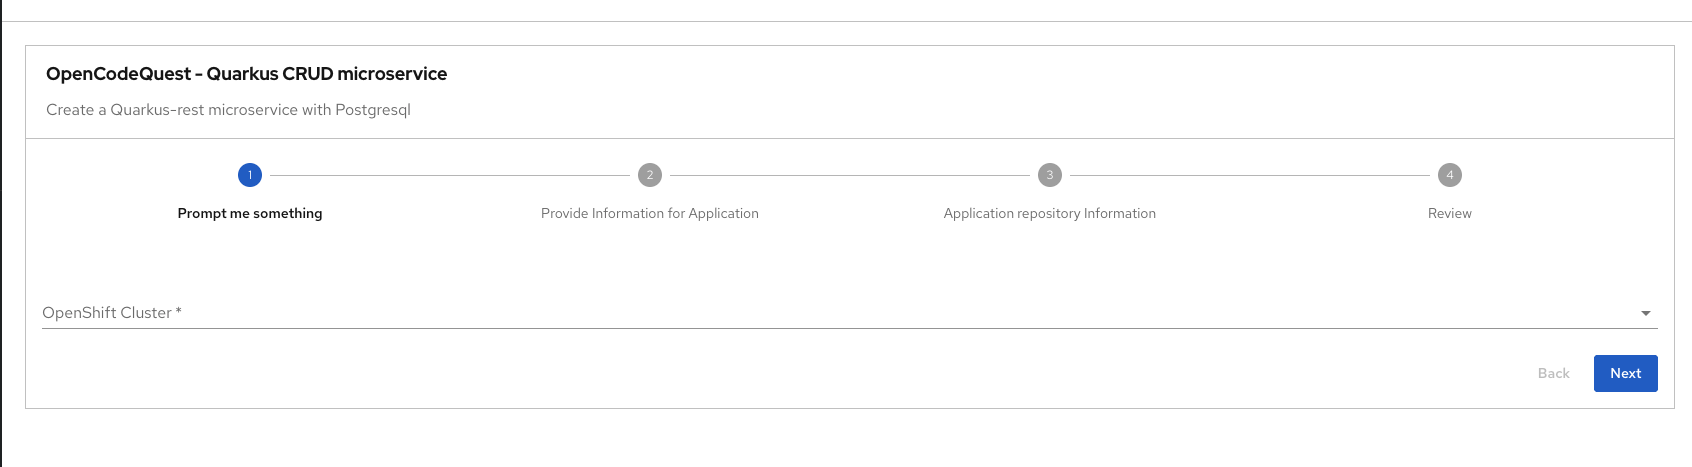 OpenCodeQuest - Quarkus CRUD microservice
Create a Quarkus-rest microservice with Postgresql
1 2 3 4
Prompt me something Provide Information for Application Application repository Information Review
OpenShift Cluster *
Back Next